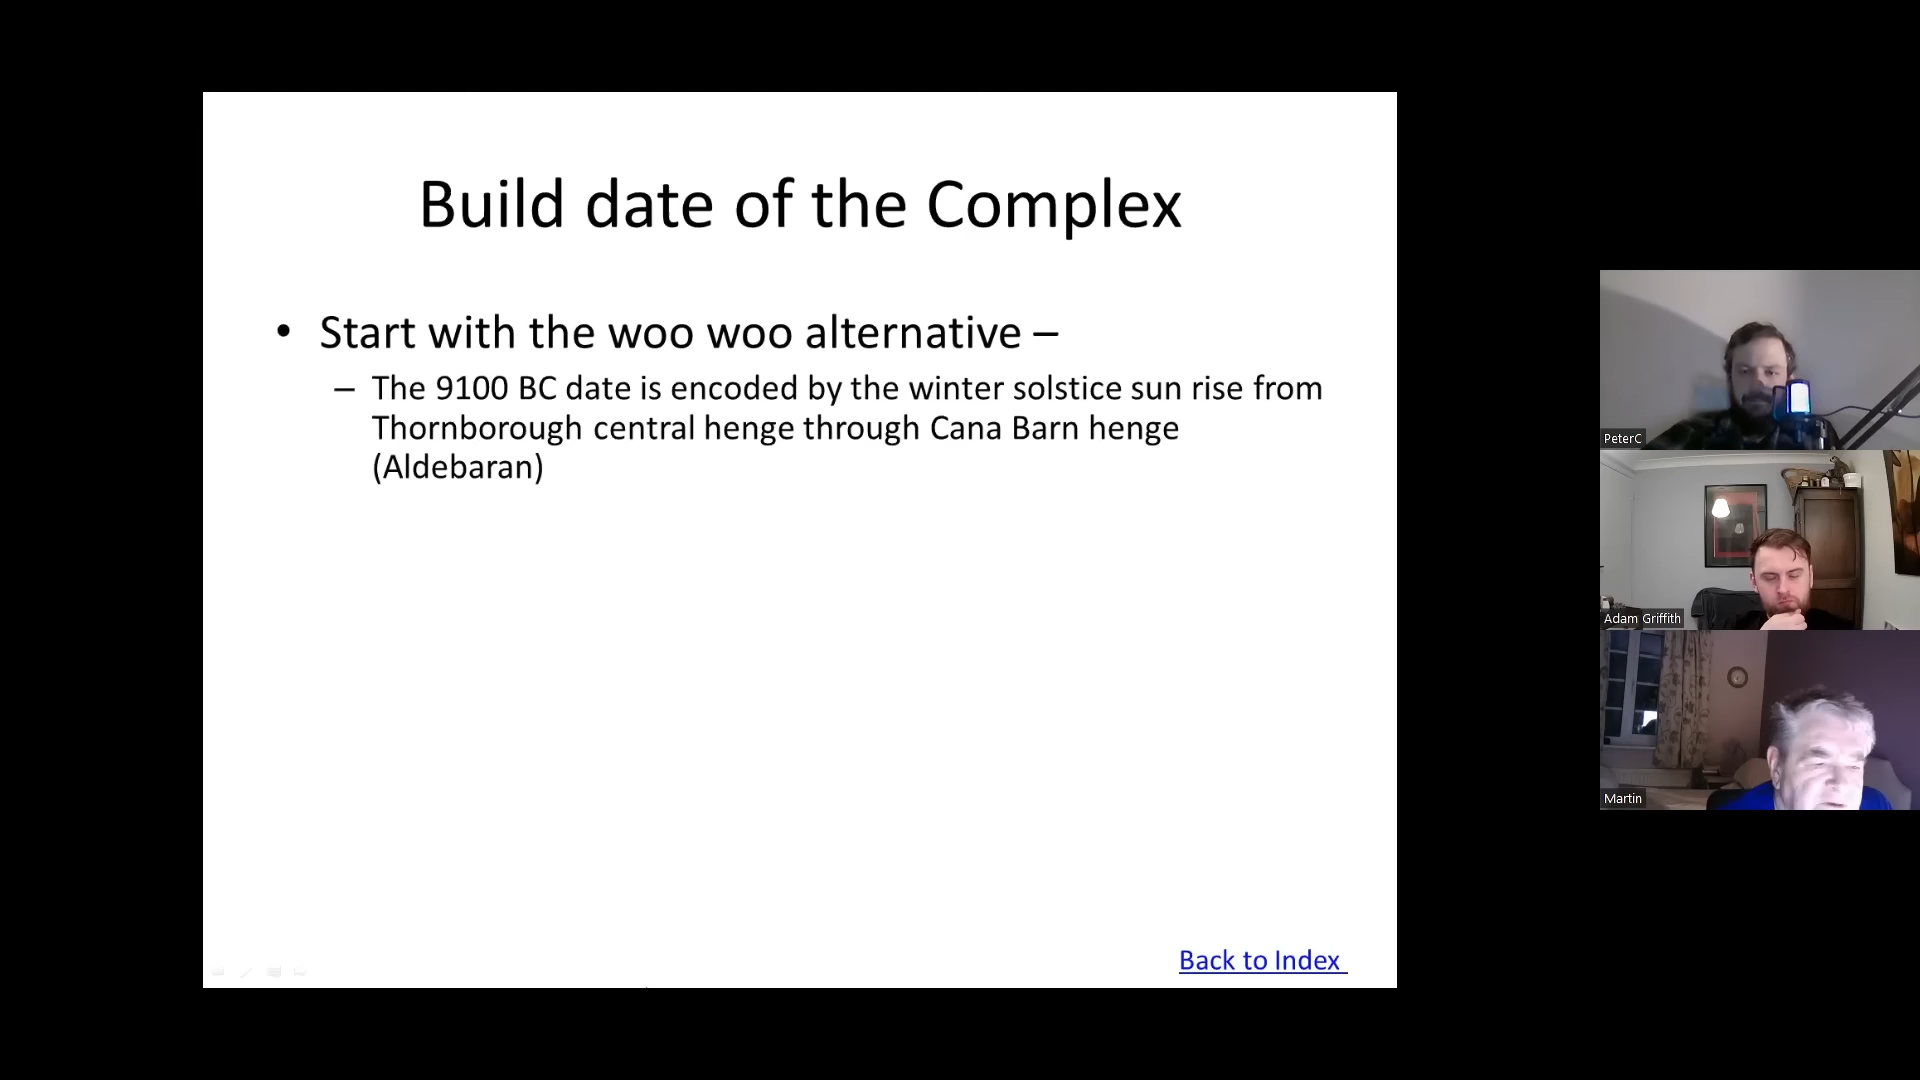 Build date of the Complex
• Start with the woo woo alternative –
– The 9100 BC date is encoded by the winter solstice sun rise from
Thornborough central henge through Cana Barn henge
(Aldebaran)
Back to Index
PeterC
Adam Griffith
Martin